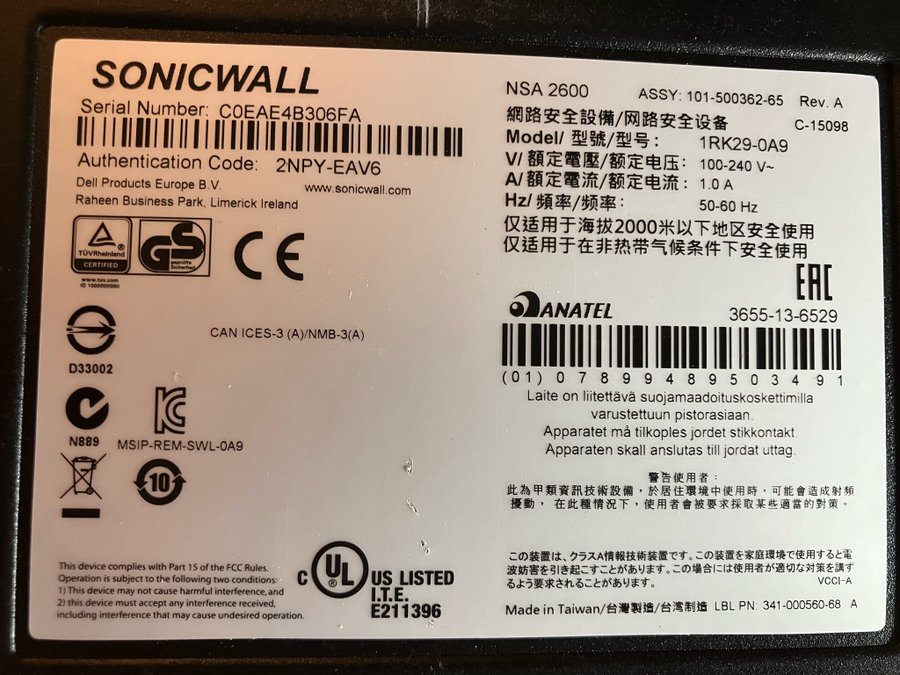 SONICWALL
Serial Number: C0EAE4B306FA
Authentication Code: 2NPY-EAV6
Dell Products Europe B.V.
www.sonicwall.com
Raheen Business Park, Limerick Ireland
TÜVRheinland
CERTIFIED
www.tuv.com
ID 1000000000
GS
geprüfte
Sicherheit
CE
D33002
CAN ICES-3 (A)/NMB-3(A)
N889
MSIP-REM-SWL-0A9
10
This device complies with Part 15 of the FCC Rules.
Operation is subject to the following two conditions:
1) This device may not cause harmful interference, and
2) this device must accept any interference received,
including interference that may cause undesired operation.
C UL US LISTED
I.T.E.
E211396
NSA 2600
ASSY: 101-500362-65 Rev. A
網路安全設備/网路安全设备
C-15098
Model/ 型號/型号: 1RK29-0A9
V/ 額定電壓/额定电压: 100-240 V~
A/ 額定電流/额定电流: 1.0 A
Hz/ 頻率/频率: 50-60 Hz
仅适用于海拔2000米以下地区安全使用
仅适用于在非热带气候条件下安全使用
EAC
ANATEL
3655-13-6529
(01)07899489503491
Laite on liitettävä suojamaadoituskoskettimilla
varustettuun pistorasiaan.
Apparatet må tilkoples jordet stikkontakt.
Apparaten skall anslutas till jordat uttag.
警告使用者:
此為甲類資訊技術設備,於居住環境中使用時,可能會造成射頻
擾動,在此種情況下,使用者會被要求採取某些適當的對策。
この装置は、クラスA情報技術装置です。この装置を家庭環境で使用すると電
波妨害を引き起こすことがあります。この場合には使用者が適切な対策を講ず
るよう要求されることがあります。
VCCI-A
Made in Taiwan/台灣製造/台湾制造 LBL PN: 341-000560-68 A